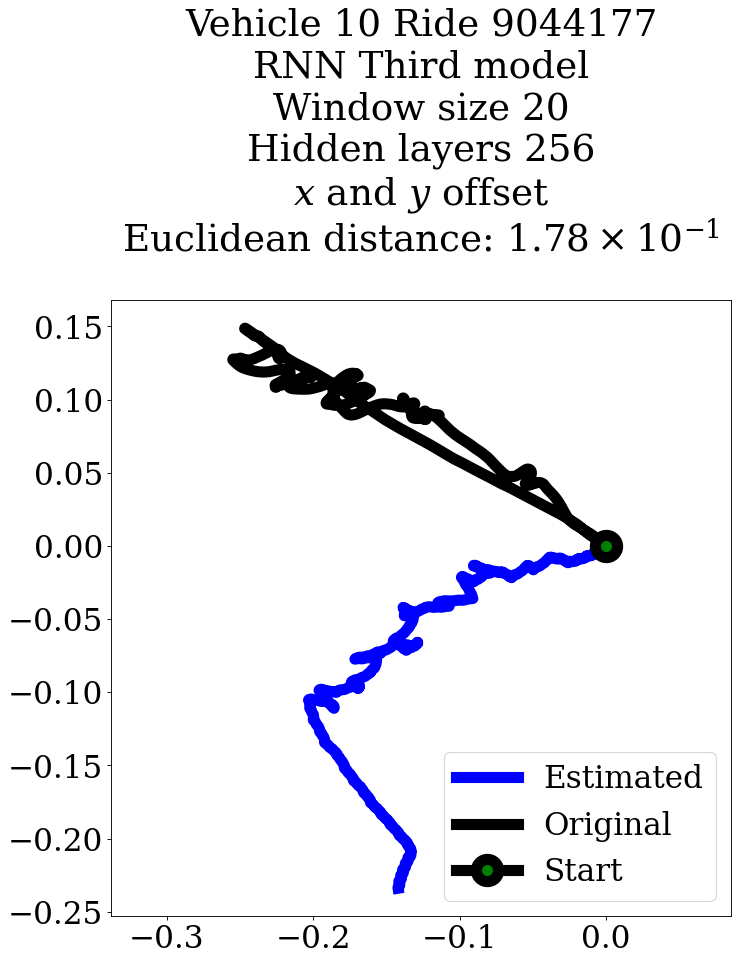 Vehicle 10 Ride 9044177
RNN Third model
Window size 20
Hidden layers 256
x and y offset
Euclidean distance: 1.78 × 10⁻¹
0.15
0.10
0.05
0.00
−0.05
−0.10
−0.15
−0.20
−0.25
−0.3
−0.2
−0.1
0.0
Estimated
Original
Start